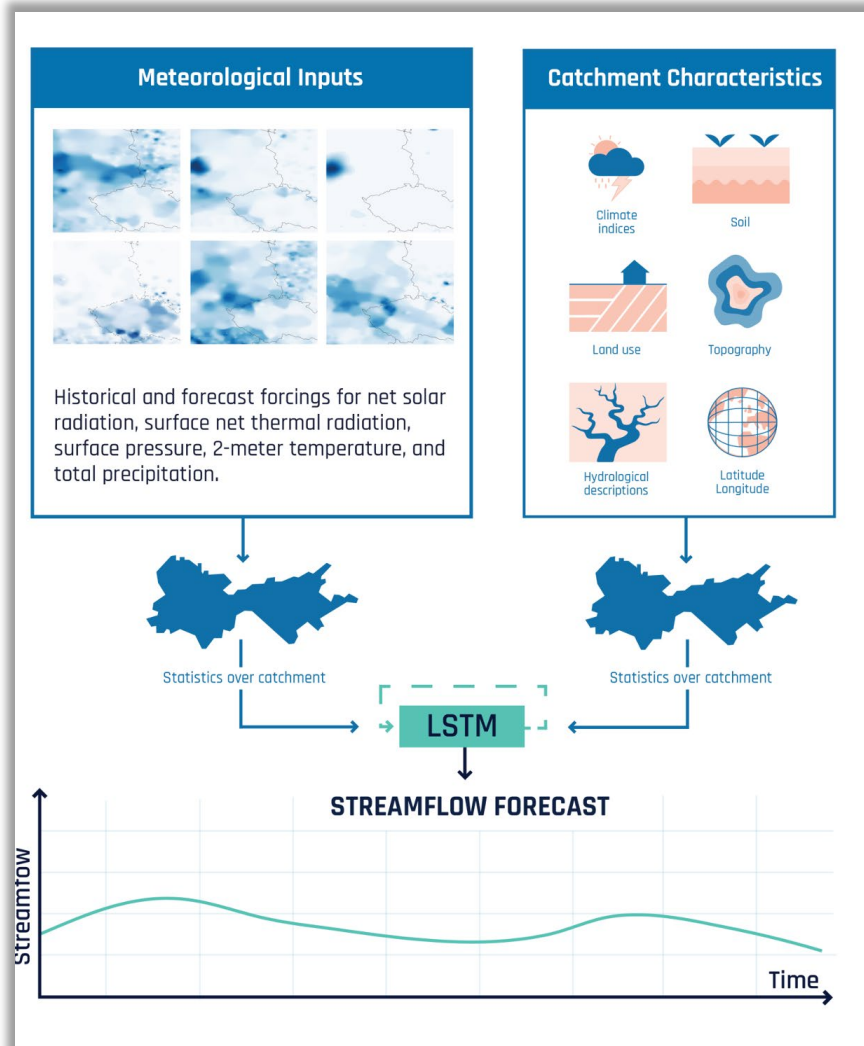 Meteorological Inputs
Historical and forecast forcings for net solar
radiation, surface net thermal radiation,
surface pressure, 2-meter temperature, and
total precipitation.
Catchment Characteristics
Climate
indices
Soil
Land use
Topography
Hydrological
descriptions
Latitude
Longitude
Statistics over catchment
Statistics over catchment
LSTM
STREAMFLOW FORECAST
Streamflow
Time